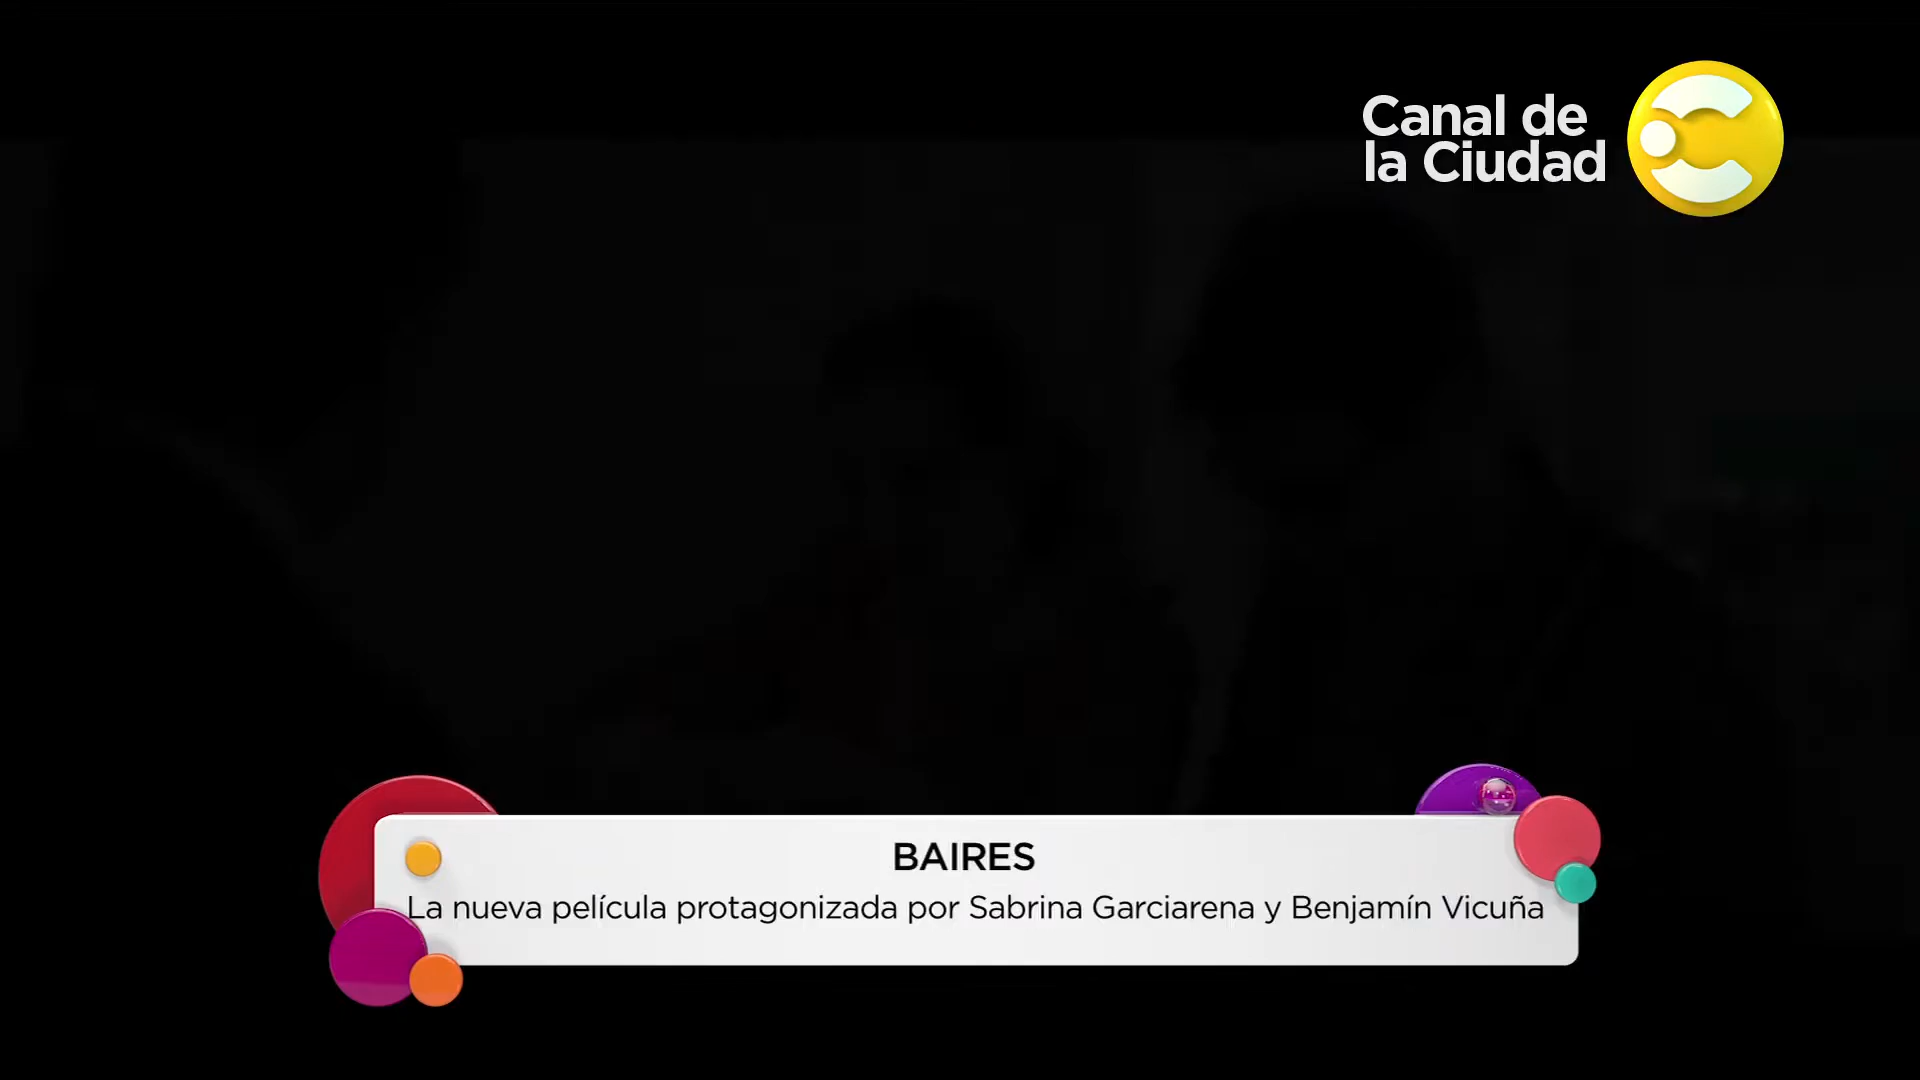 Canal de
la Ciudad
BAIRES
La nueva película protagonizada por Sabrina Garciarena y Benjamín Vicuña